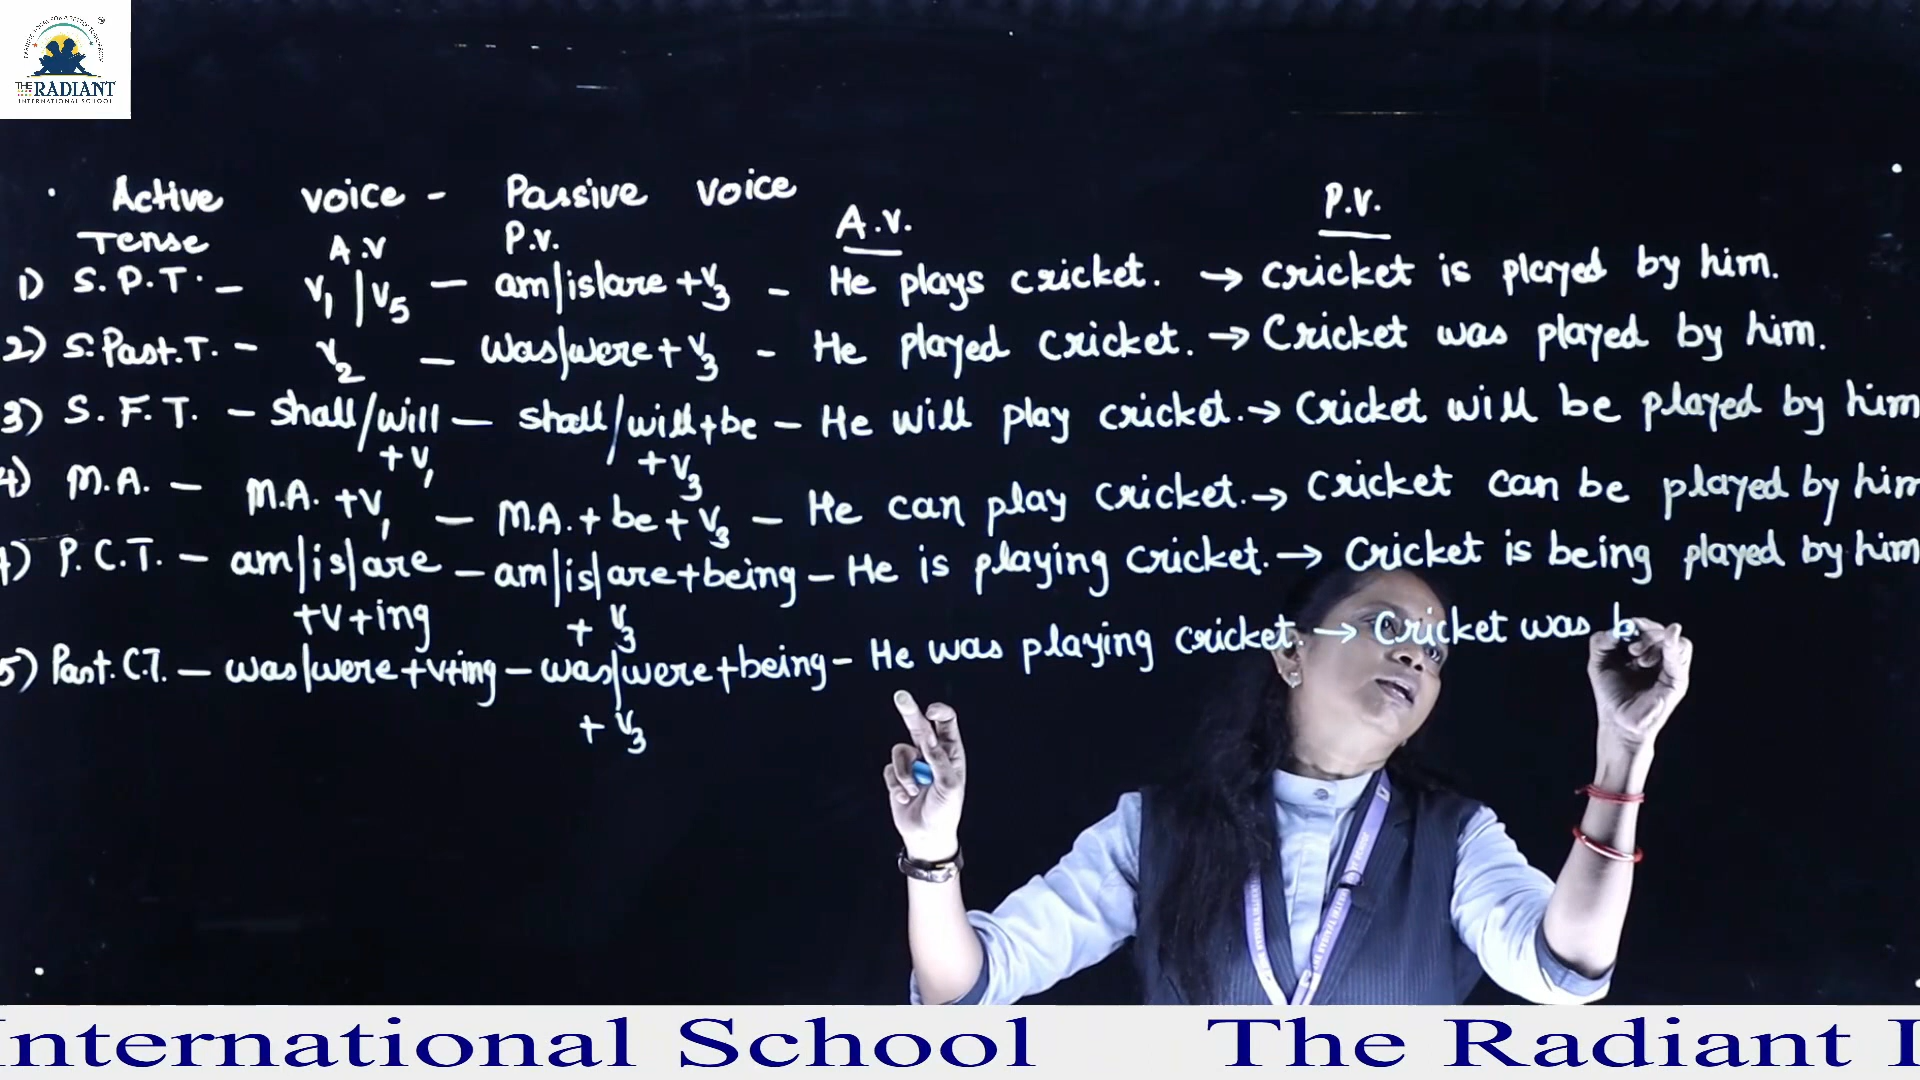 THE RADIANT
INTERNATIONAL SCHOOL
Active voice - Passive voice
Tense A.V P.V. A.V. P.V.
1) S.P.T. - V1|V5 - am|is|are + V3 - He plays cricket. → Cricket is played by him.
2) S.Past.T. - V2 - was|were + V3 - He played cricket. → Cricket was played by him.
3) S. F. T. - shall/will - shall/will + be - He will play cricket. → Cricket will be played by him
+ V1 + V3
4) M.A. - M.A. + V1 - M.A. + be + V3 - He can play cricket. → Cricket can be played by him
4) P.C.T. - am|is|are - am|is|are + being - He is playing cricket. → Cricket is being played by him
+V+ing + V3
5) Past.C.T. - was|were+v+ing - was|were+being - He was playing cricket. → Cricket was b
+ V3
International School The Radiant I